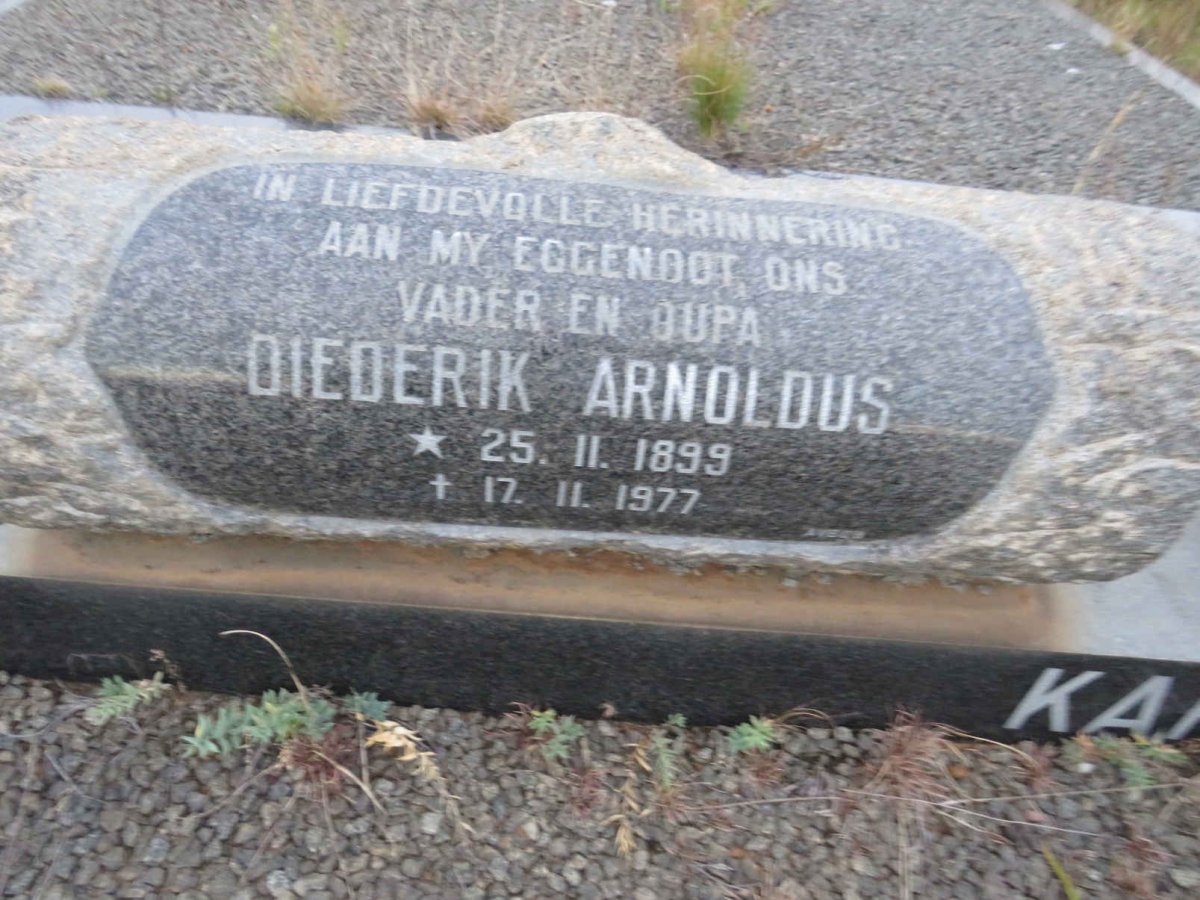 IN LIEFDEVOLLE HERINNERING
AAN MY EGGENOOT, ONS
VADER EN OUPA
DIEDERIK ARNOLDUS
★ 25. 11. 1899
✝ 17. 11. 1977